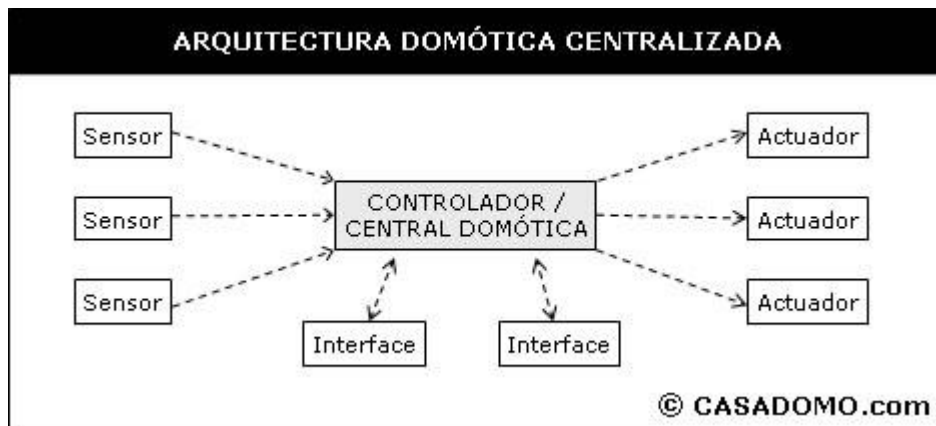 ARQUITECTURA DOMÓTICA CENTRALIZADA
Sensor
Actuador
CONTROLADOR /
CENTRAL DOMÓTICA
Sensor
Actuador
Sensor
Actuador
Interface
Interface
© CASADOMO.com